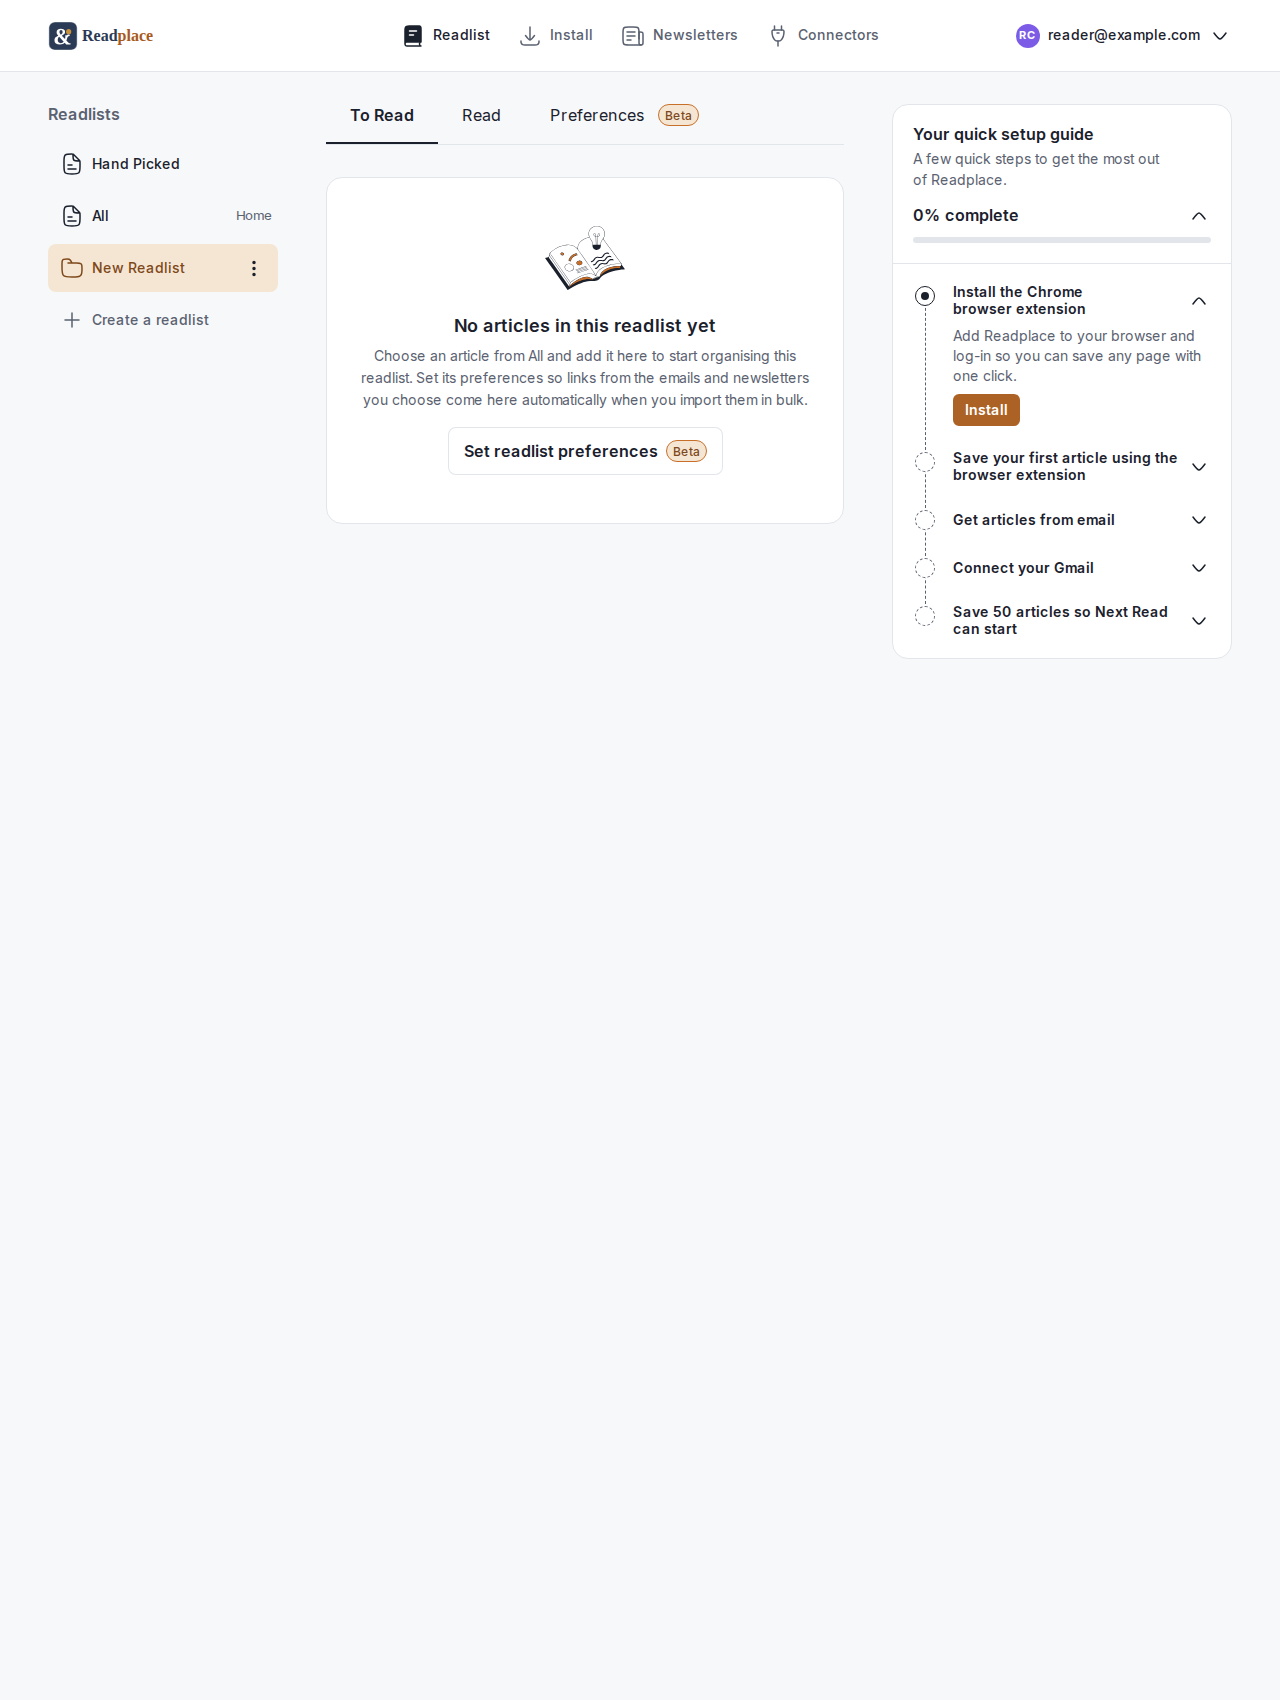 & Readplace
Readlist
Install
Newsletters
Connectors
RC reader@example.com
Readlists
Hand Picked
All
Home
New Readlist
Create a readlist
To Read
Read
Preferences
Beta
No articles in this readlist yet
Choose an article from All and add it here to start organising this
readlist. Set its preferences so links from the emails and newsletters
you choose come here automatically when you import them in bulk.
Set readlist preferences Beta
Your quick setup guide
A few quick steps to get the most out
of Readplace.
0% complete
Install the Chrome
browser extension
Add Readplace to your browser and
log-in so you can save any page with
one click.
Install
Save your first article using the
browser extension
Get articles from email
Connect your Gmail
Save 50 articles so Next Read
can start